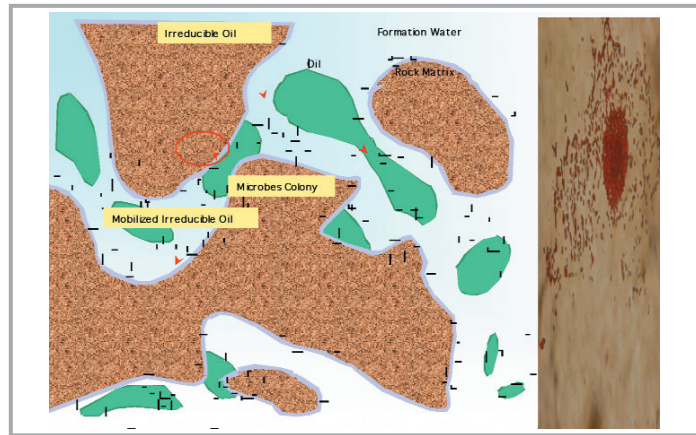 Irreducible Oil
Formation Water
Oil
Rock Matrix
Microbes Colony
Mobilized Irreducible Oil